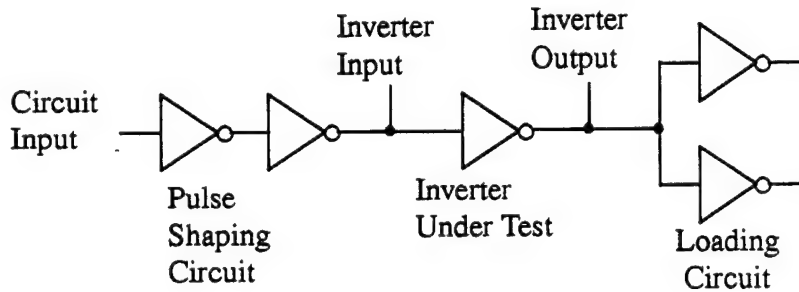 Circuit
Input
Pulse
Shaping
Circuit
Inverter
Input
Inverter
Under Test
Inverter
Output
Loading
Circuit